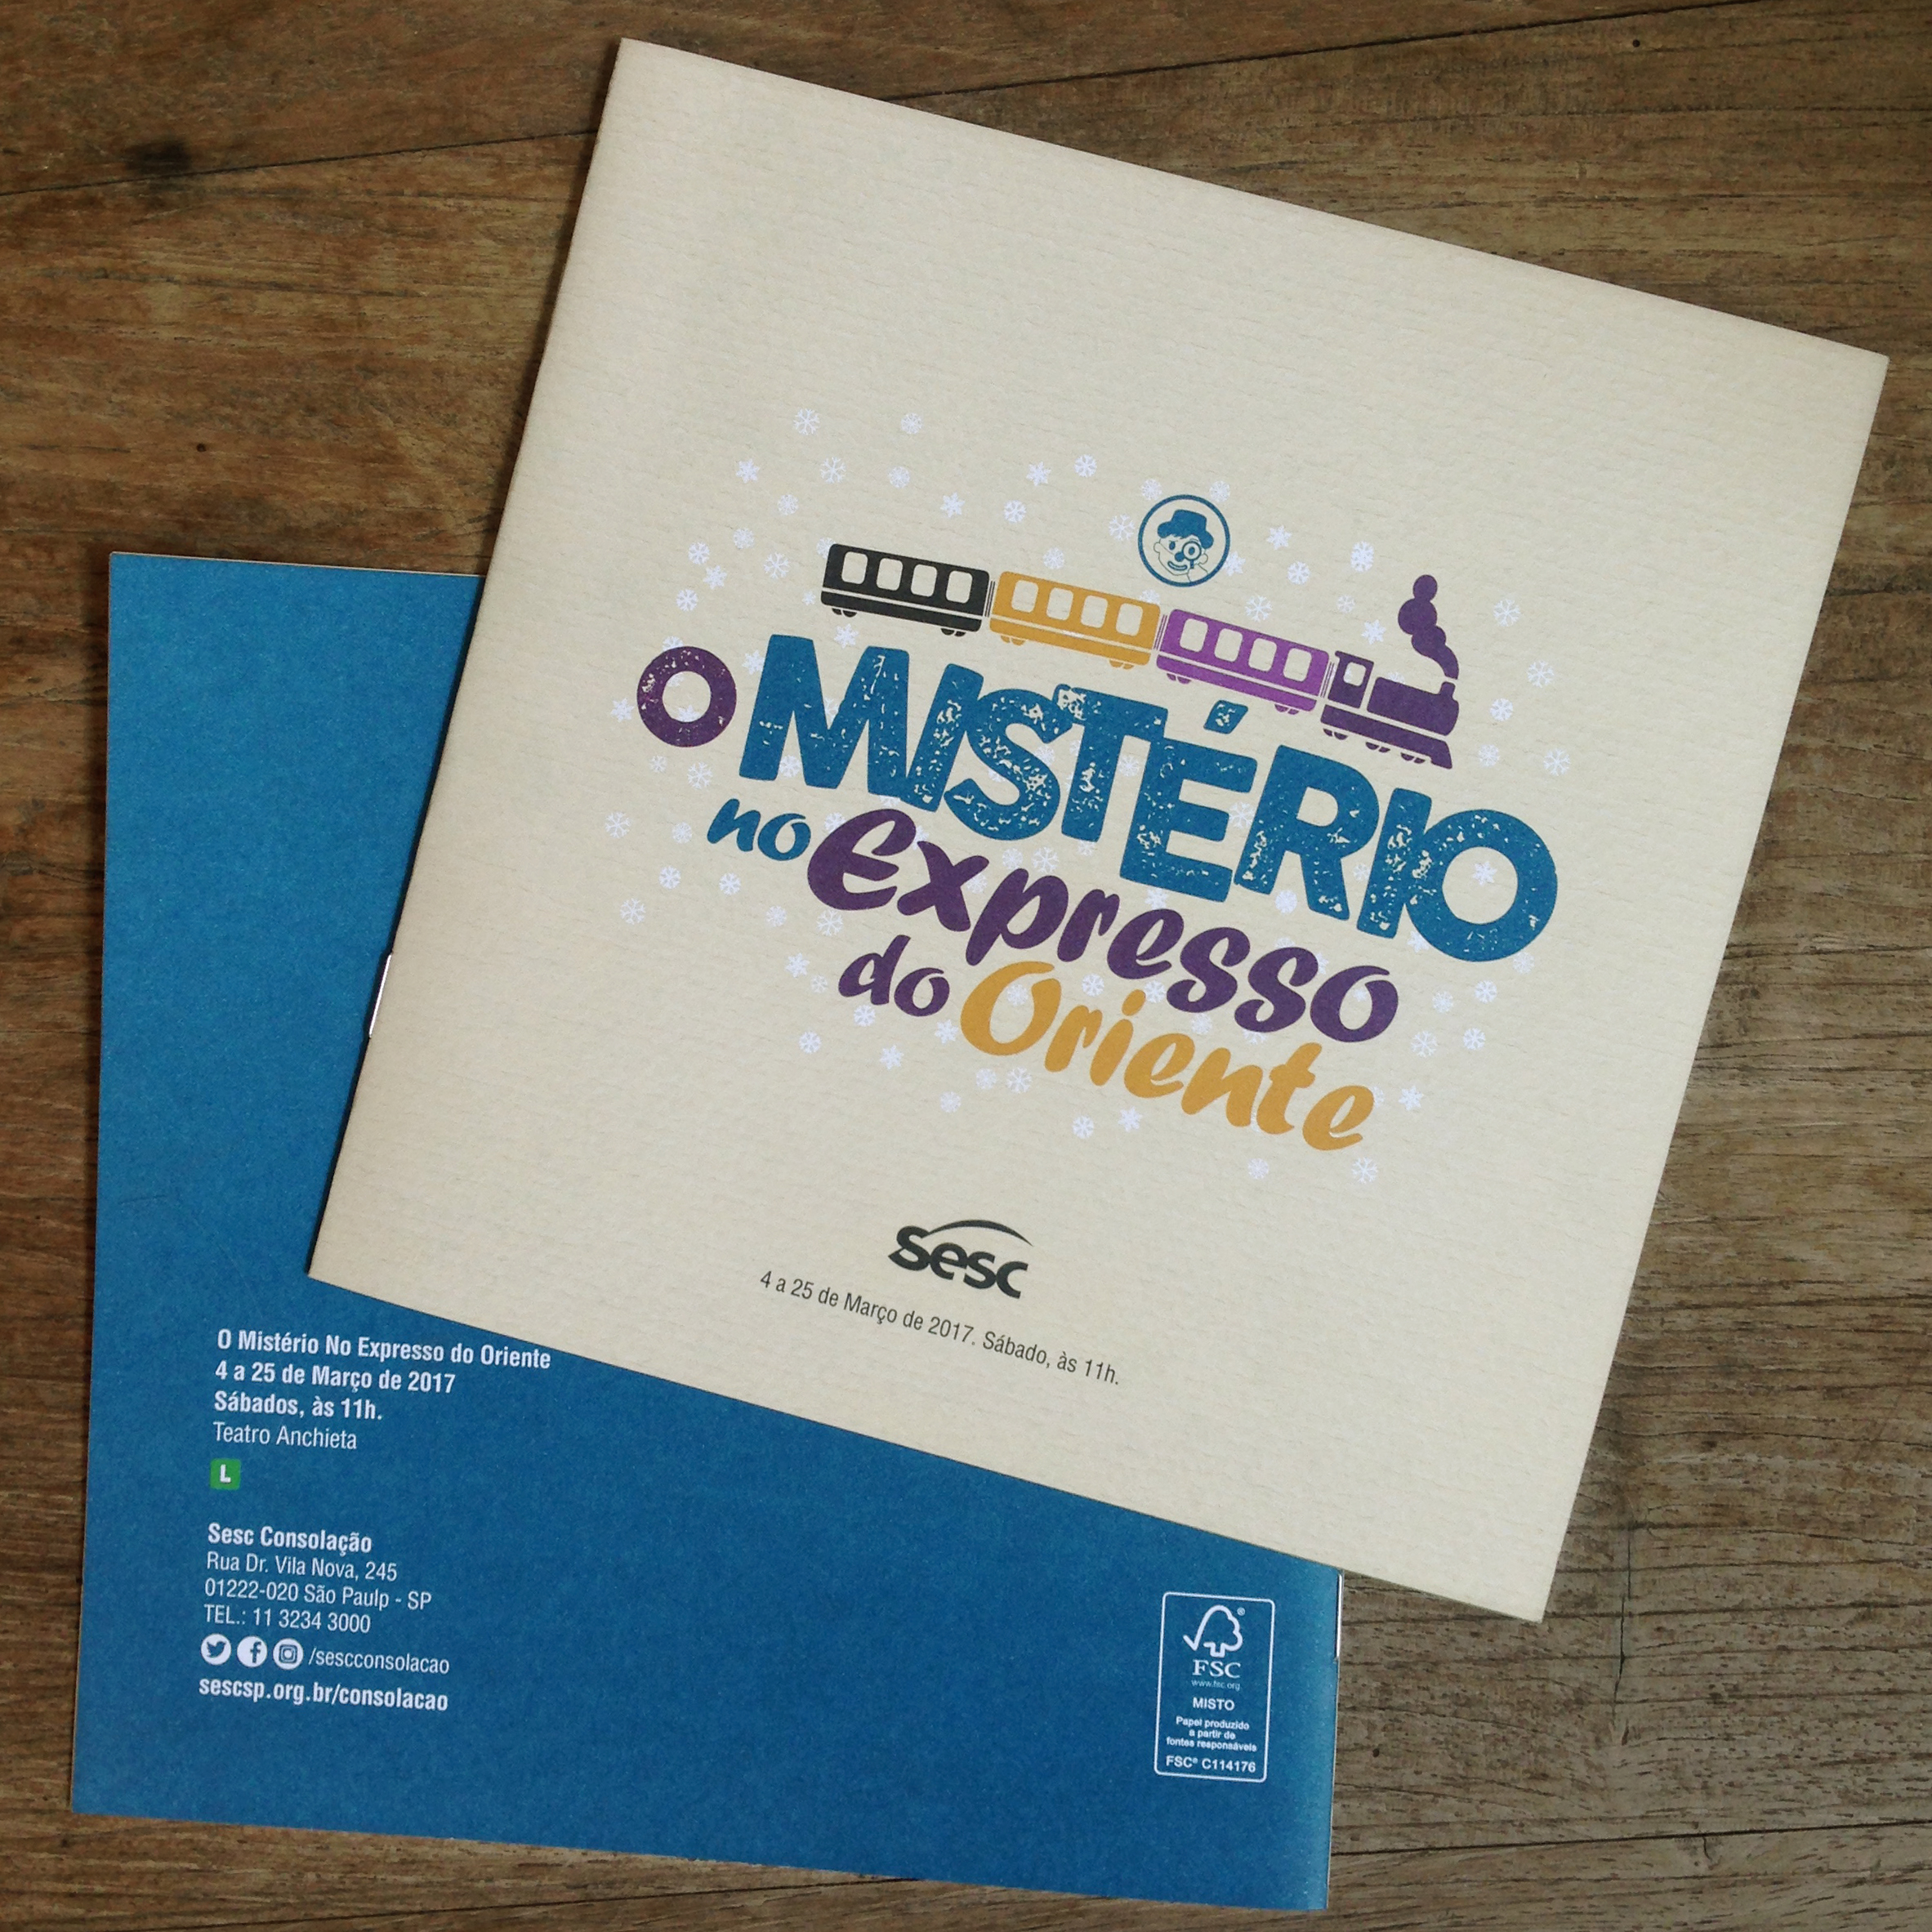 O MISTÉRIO
no Expresso
do Oriente
sesc
4 a 25 de Março de 2017. Sábado, às 11h.
O Mistério No Expresso do Oriente
4 a 25 de Março de 2017
Sábados, às 11h.
Teatro Anchieta
L
Sesc Consolação
Rua Dr. Vila Nova, 245
01222-020 São Paulp - SP
TEL.: 11 3234 3000
/sescconsolacao
sescsp.org.br/consolacao
®
FSC
www.fsc.org
MISTO
Papel produzido
a partir de
fontes responsáveis
FSC® C114176